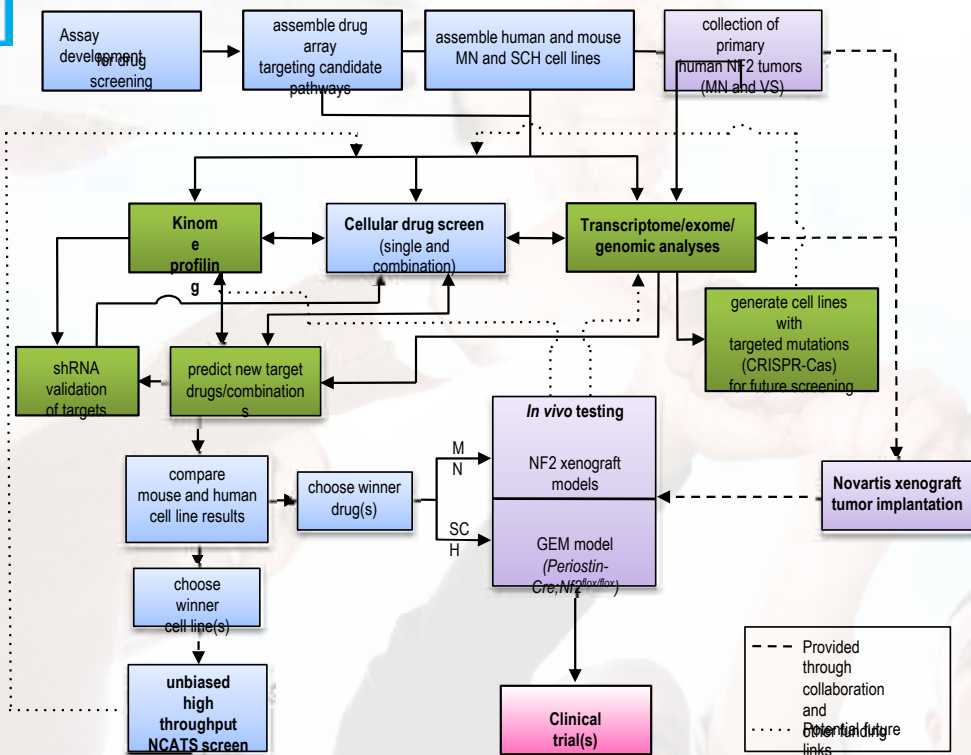 Assay
development
for drug
screening
assemble drug
array
targeting candidate
pathways
assemble human and mouse
MN and SCH cell lines
collection of
primary
human NF2 tumors
(MN and VS)
Kinom
e
profilin
g
Cellular drug screen
(single and
combination)
Transcriptome/exome/
genomic analyses
shRNA
validation
of targets
predict new target
drugs/combination
s
generate cell lines
with
targeted mutations
(CRISPR-Cas)
for future screening
In vivo testing
NF2 xenograft
models
M
N
compare
mouse and human
cell line results
choose winner
drug(s)
Novartis xenograft
tumor implantation
SC
H
GEM model
(Periostin-
Cre;Nf2flox/flox)
choose
winner
cell line(s)
unbiased
high
throughput
NCATS screen
Clinical
trial(s)
Provided
through
collaboration
and
other funding
Potential future
links